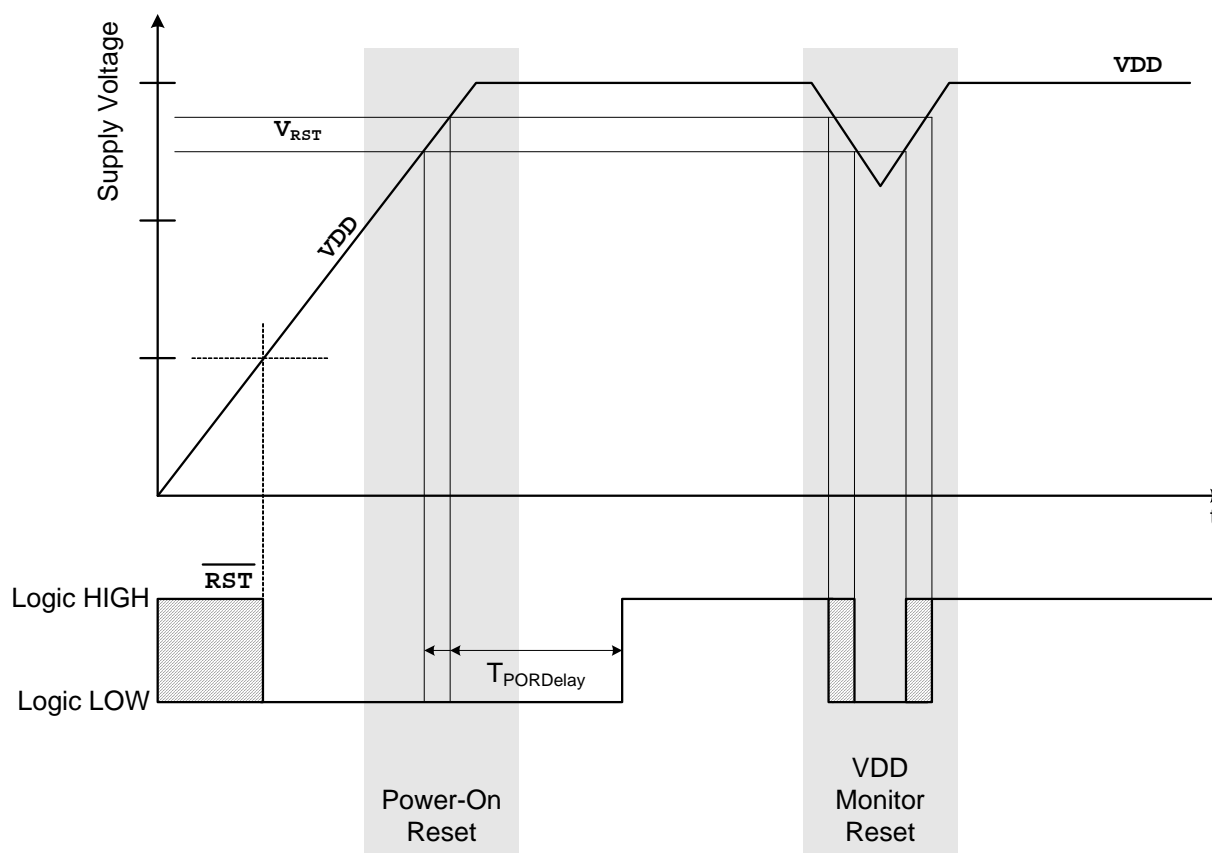 Supply Voltage
VDD
VRST
VDD
t
RST
Logic HIGH
TPORDelay
Logic LOW
Power-On
Reset
VDD
Monitor
Reset